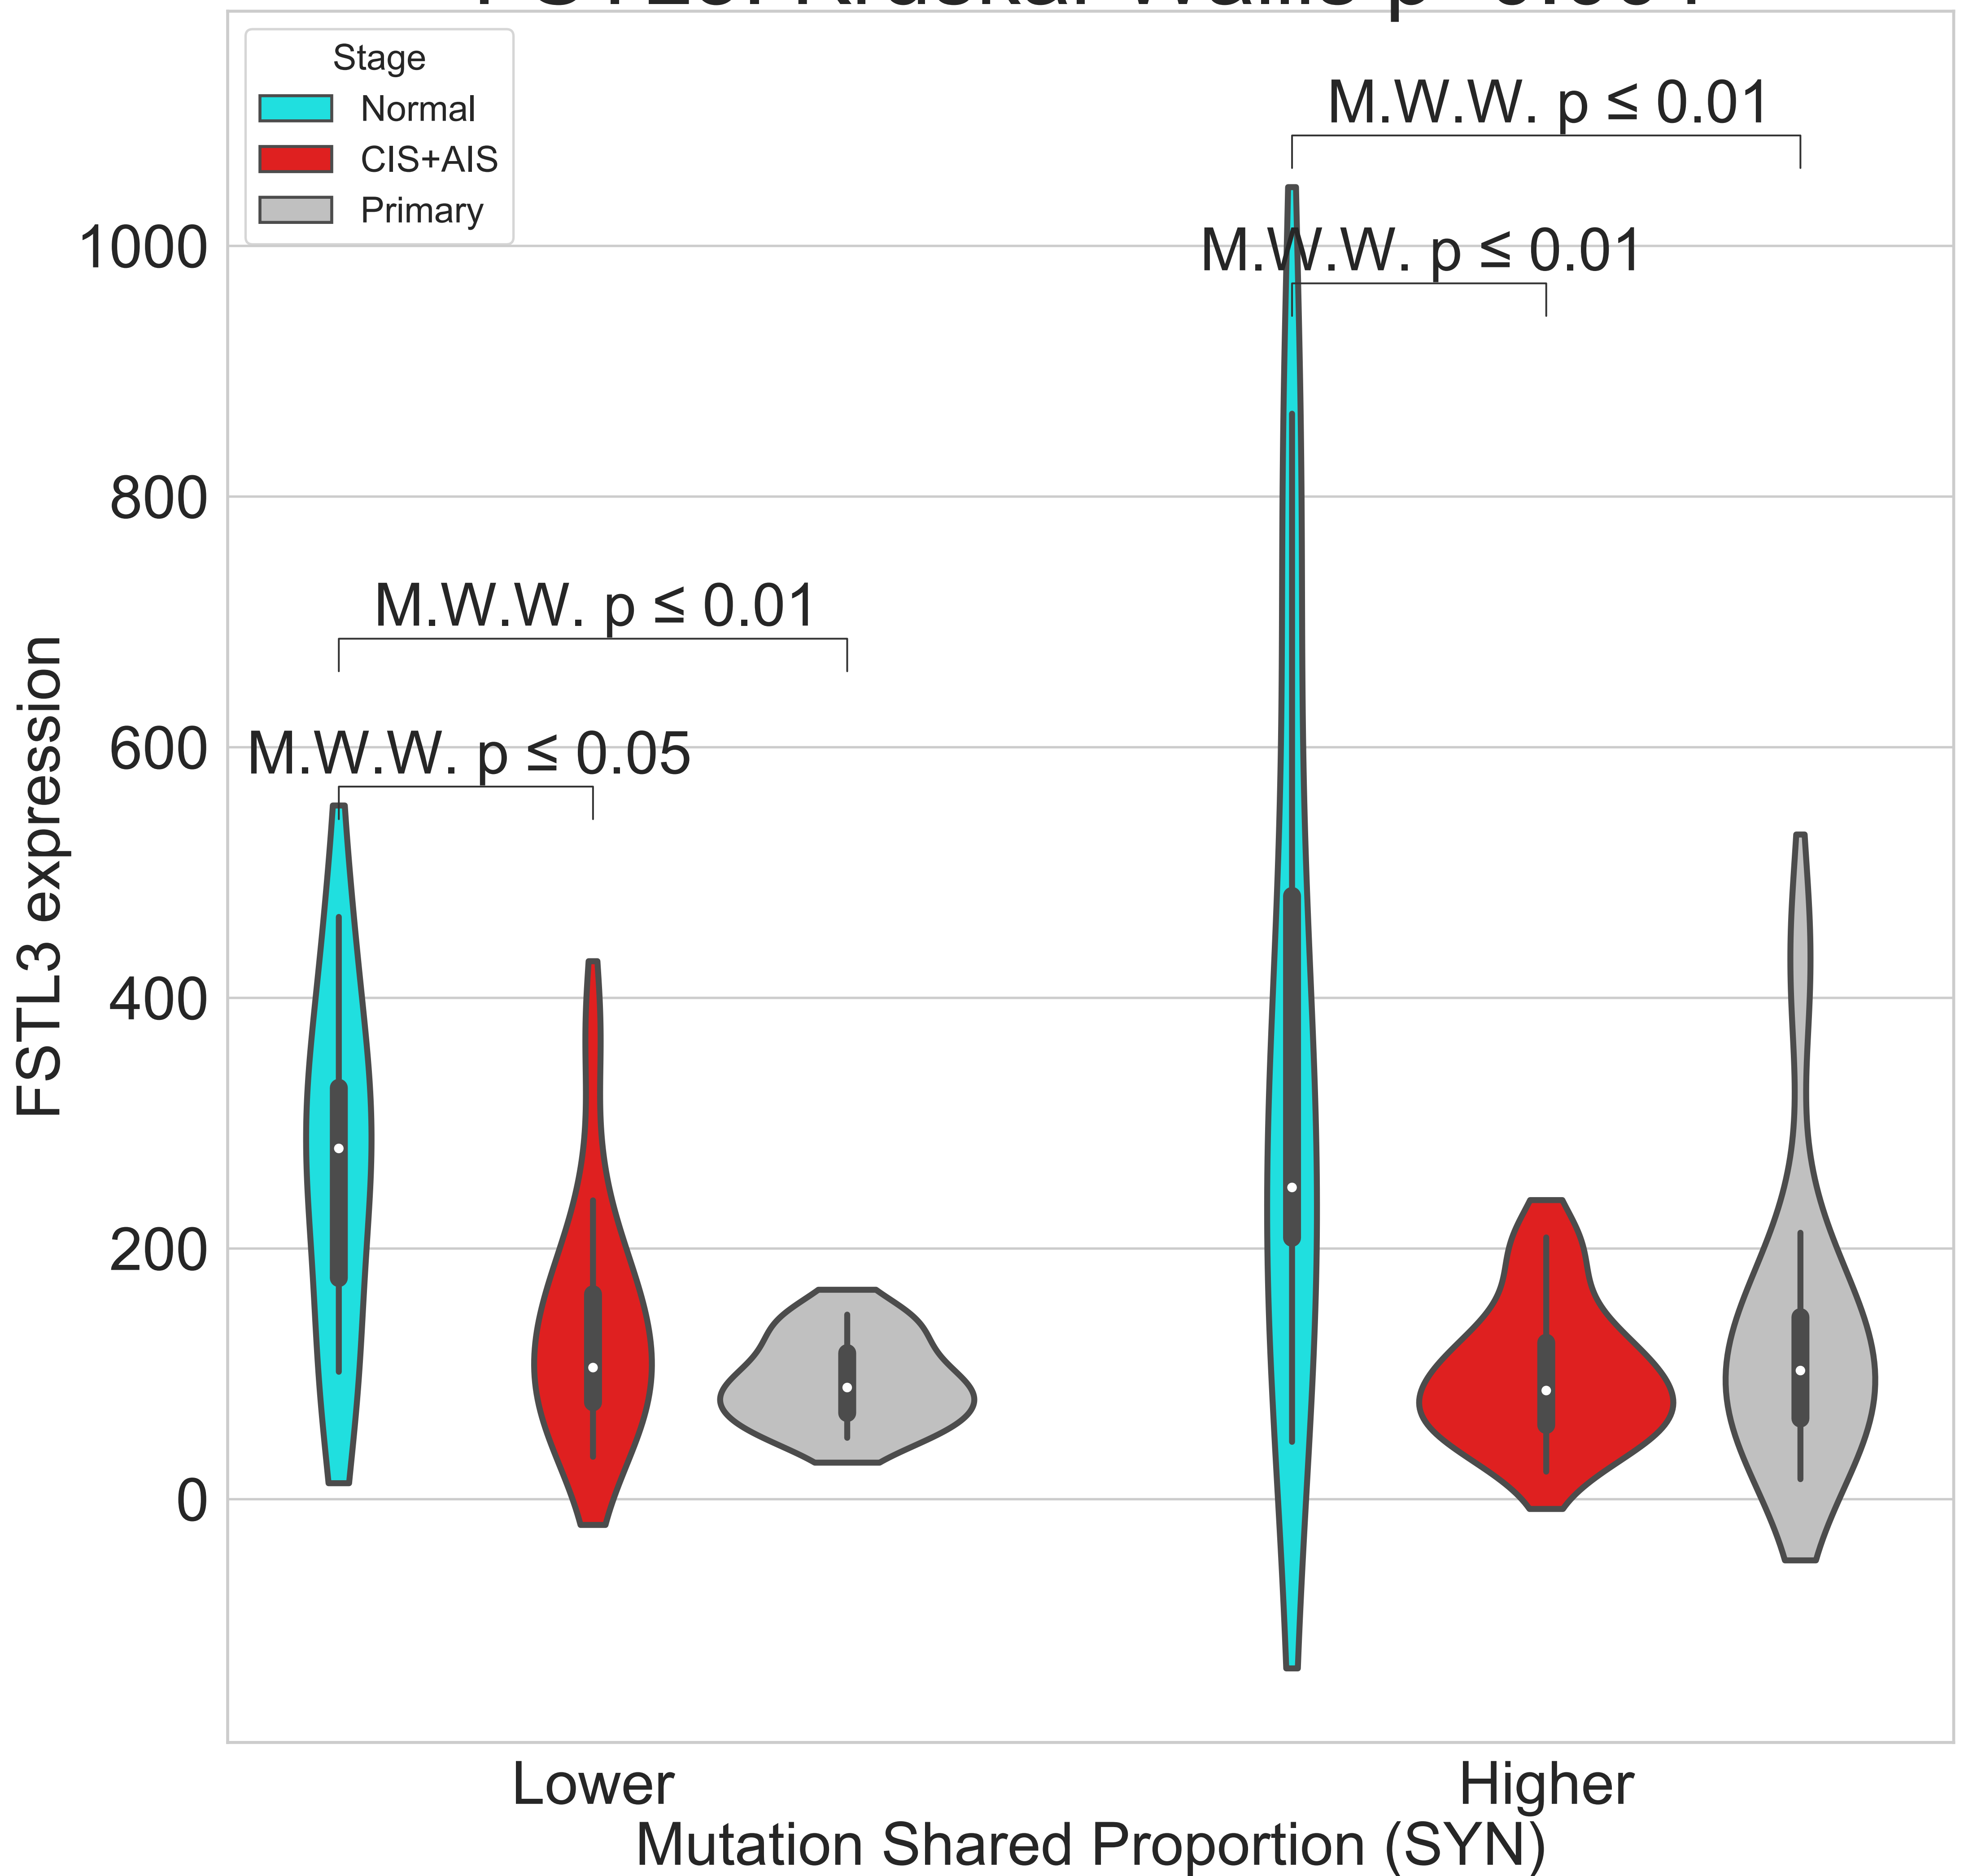 Stage
Normal
CIS+AIS
Primary
M.W.W. p ≤ 0.01
M.W.W. p ≤ 0.01
M.W.W. p ≤ 0.01
M.W.W. p ≤ 0.05
1000
800
600
400
200
0
FSTL3 expression
Lower
Higher
Mutation Shared Proportion (SYN)